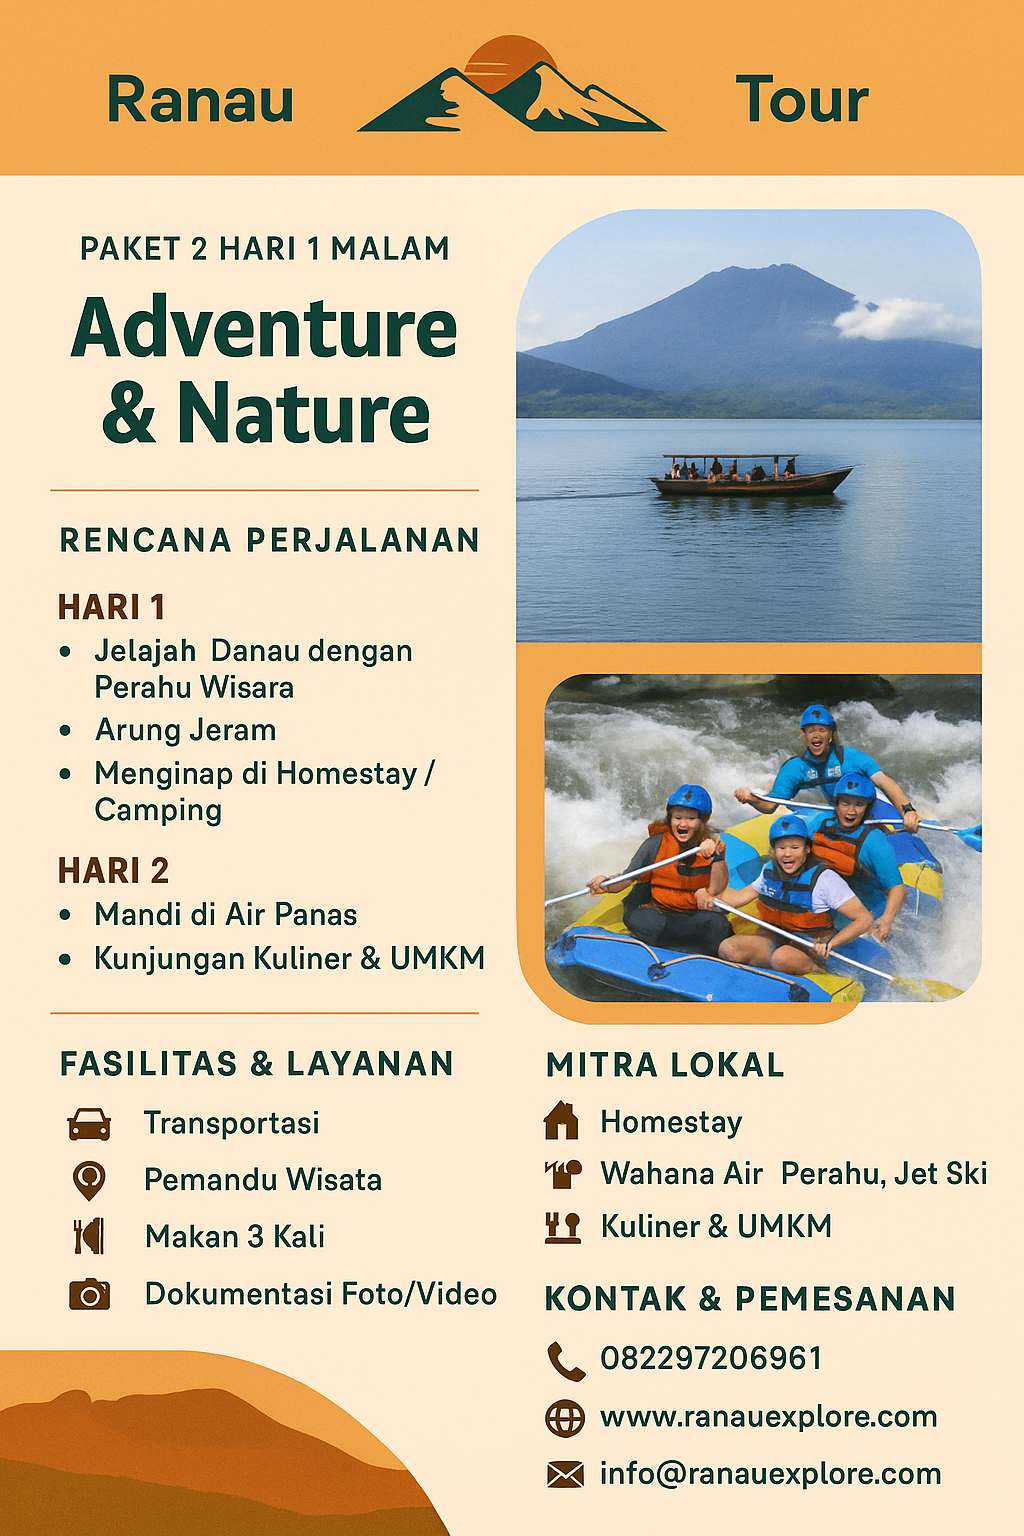 Ranau Tour
PAKET 2 HARI 1 MALAM
Adventure
& Nature
RENCANA PERJALANAN
HARI 1
• Jelajah Danau dengan
Perahu Wisara
• Arung Jeram
• Menginap di Homestay /
Camping
HARI 2
• Mandi di Air Panas
• Kunjungan Kuliner & UMKM
FASILITAS & LAYANAN
Transportasi
Pemandu Wisata
Makan 3 Kali
Dokumentasi Foto/Video
MITRA LOKAL
Homestay
Wahana Air Perahu, Jet Ski
Kuliner & UMKM
KONTAK & PEMESANAN
082297206961
www.ranauexplore.com
info@ranauexplore.com